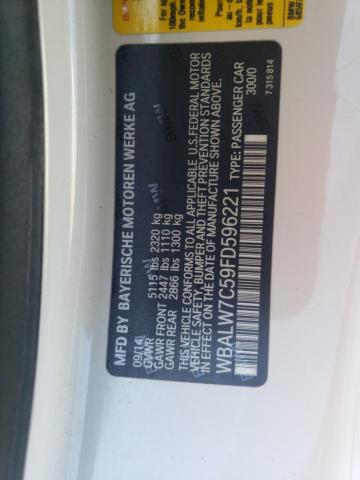 MFD BY BAYERISCHE MOTOREN WERKE AG
09/14
GVWR 5115 lbs 2320 kg
GAWR FRONT 2447 lbs 1110 kg
GAWR REAR 2866 lbs 1300 kg
THIS VEHICLE CONFORMS TO ALL APPLICABLE U.S.FEDERAL MOTOR
VEHICLE SAFETY, BUMPER AND THEFT PREVENTION STANDARDS
IN EFFECT ON THE DATE OF MANUFACTURE SHOWN ABOVE.
WBALW7C59FD596221 TYPE: PASSENGER CAR
300/0
7 315 814